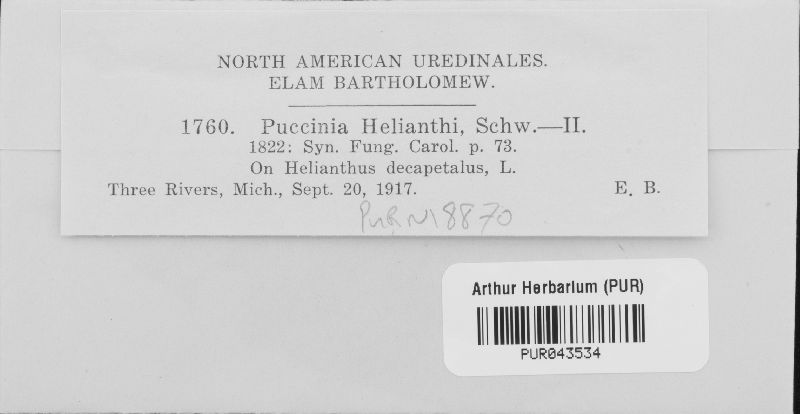 NORTH AMERICAN UREDINALES.
ELAM BARTHOLOMEW.
1760. Puccinia Helianthi, Schw.—II.
1822: Syn. Fung. Carol. p. 73.
On Helianthus decapetalus, L.
Three Rivers, Mich., Sept. 20, 1917. E. B.
PUR N18870
Arthur Herbarium (PUR)
PUR043534